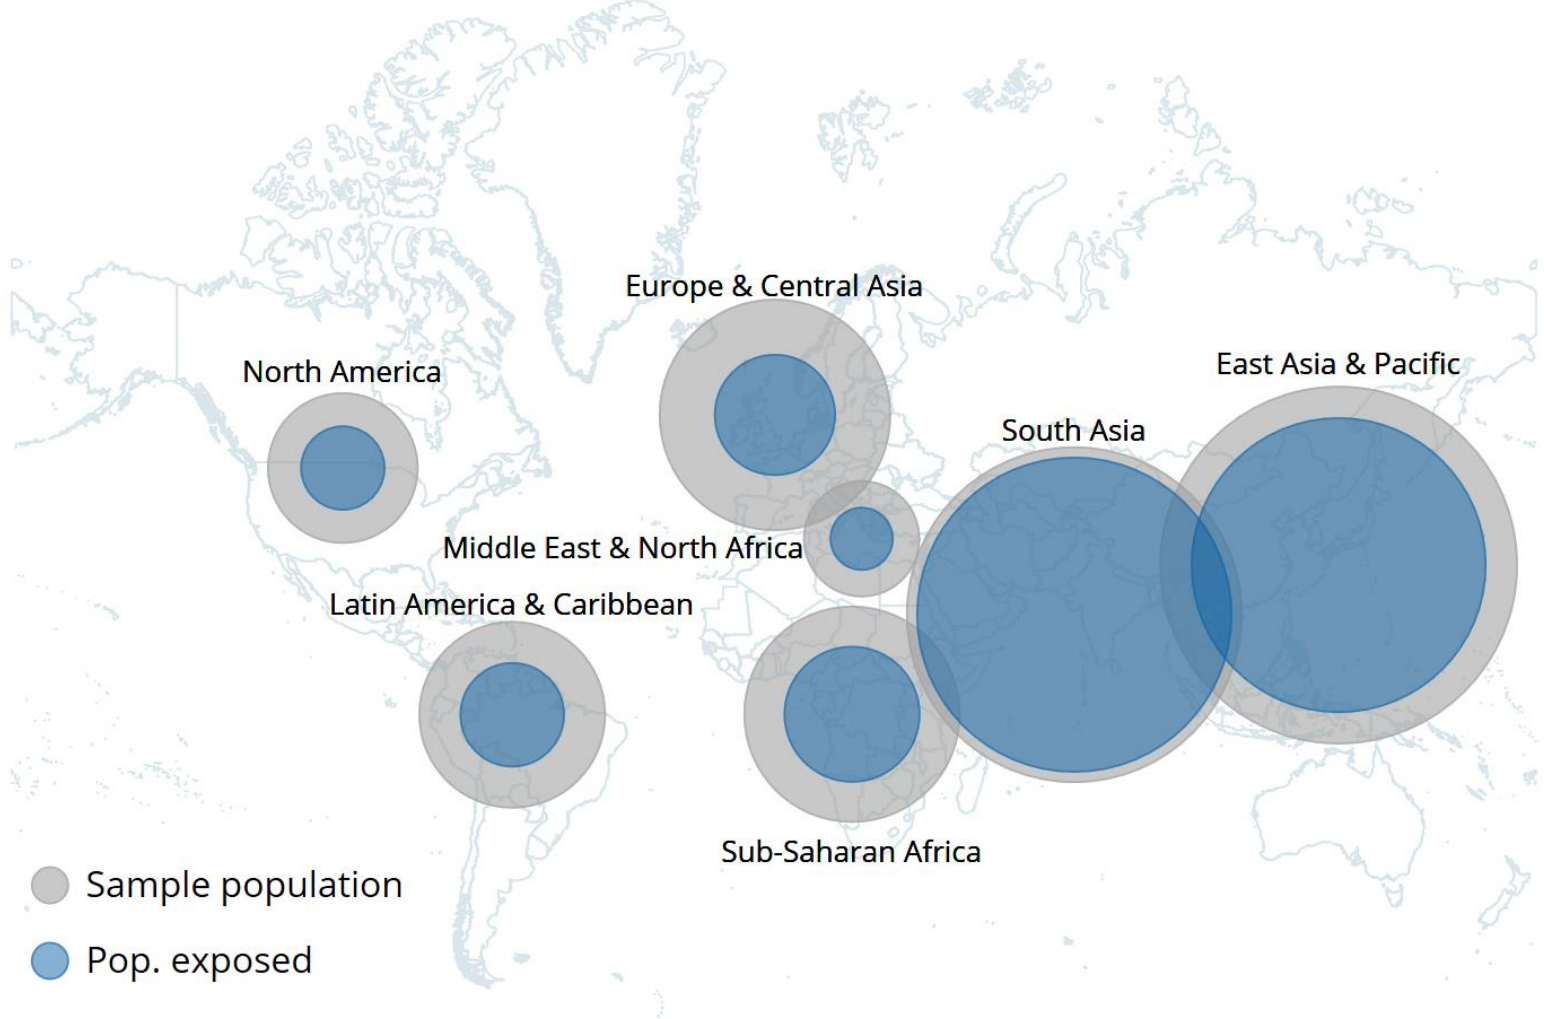 Europe & Central Asia
North America
East Asia & Pacific
South Asia
Middle East & North Africa
Latin America & Caribbean
Sub-Saharan Africa
Sample population
Pop. exposed